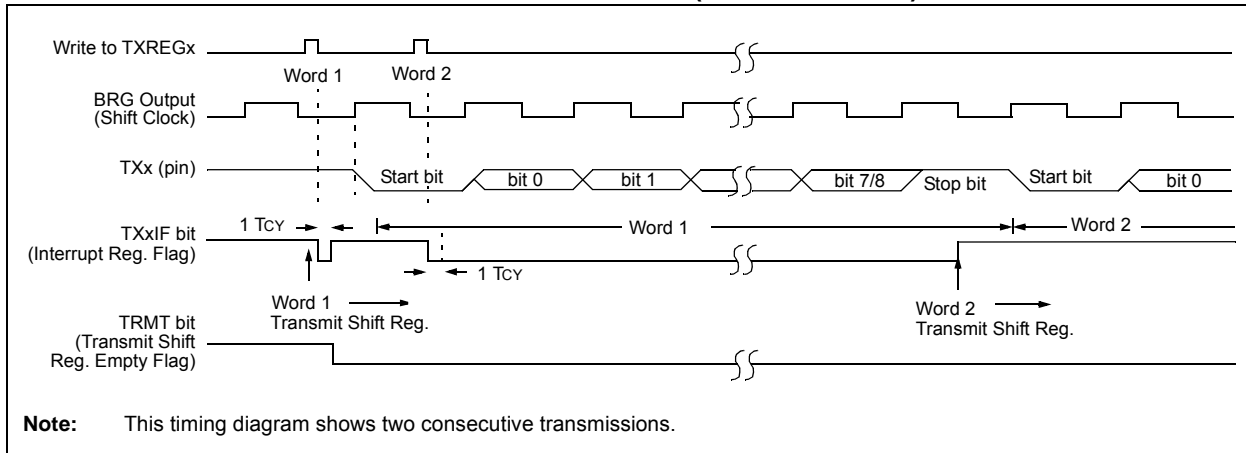 Write to TXREGx
Word 1
Word 2
BRG Output
(Shift Clock)
TXx (pin)
Start bit
bit 0
bit 1
bit 7/8
Stop bit
Start bit
bit 0
1 TCY
Word 1
Word 2
TXxIF bit
(Interrupt Reg. Flag)
1 TCY
Word 1
Transmit Shift Reg.
Word 2
Transmit Shift Reg.
TRMT bit
(Transmit Shift
Reg. Empty Flag)
Note: This timing diagram shows two consecutive transmissions.